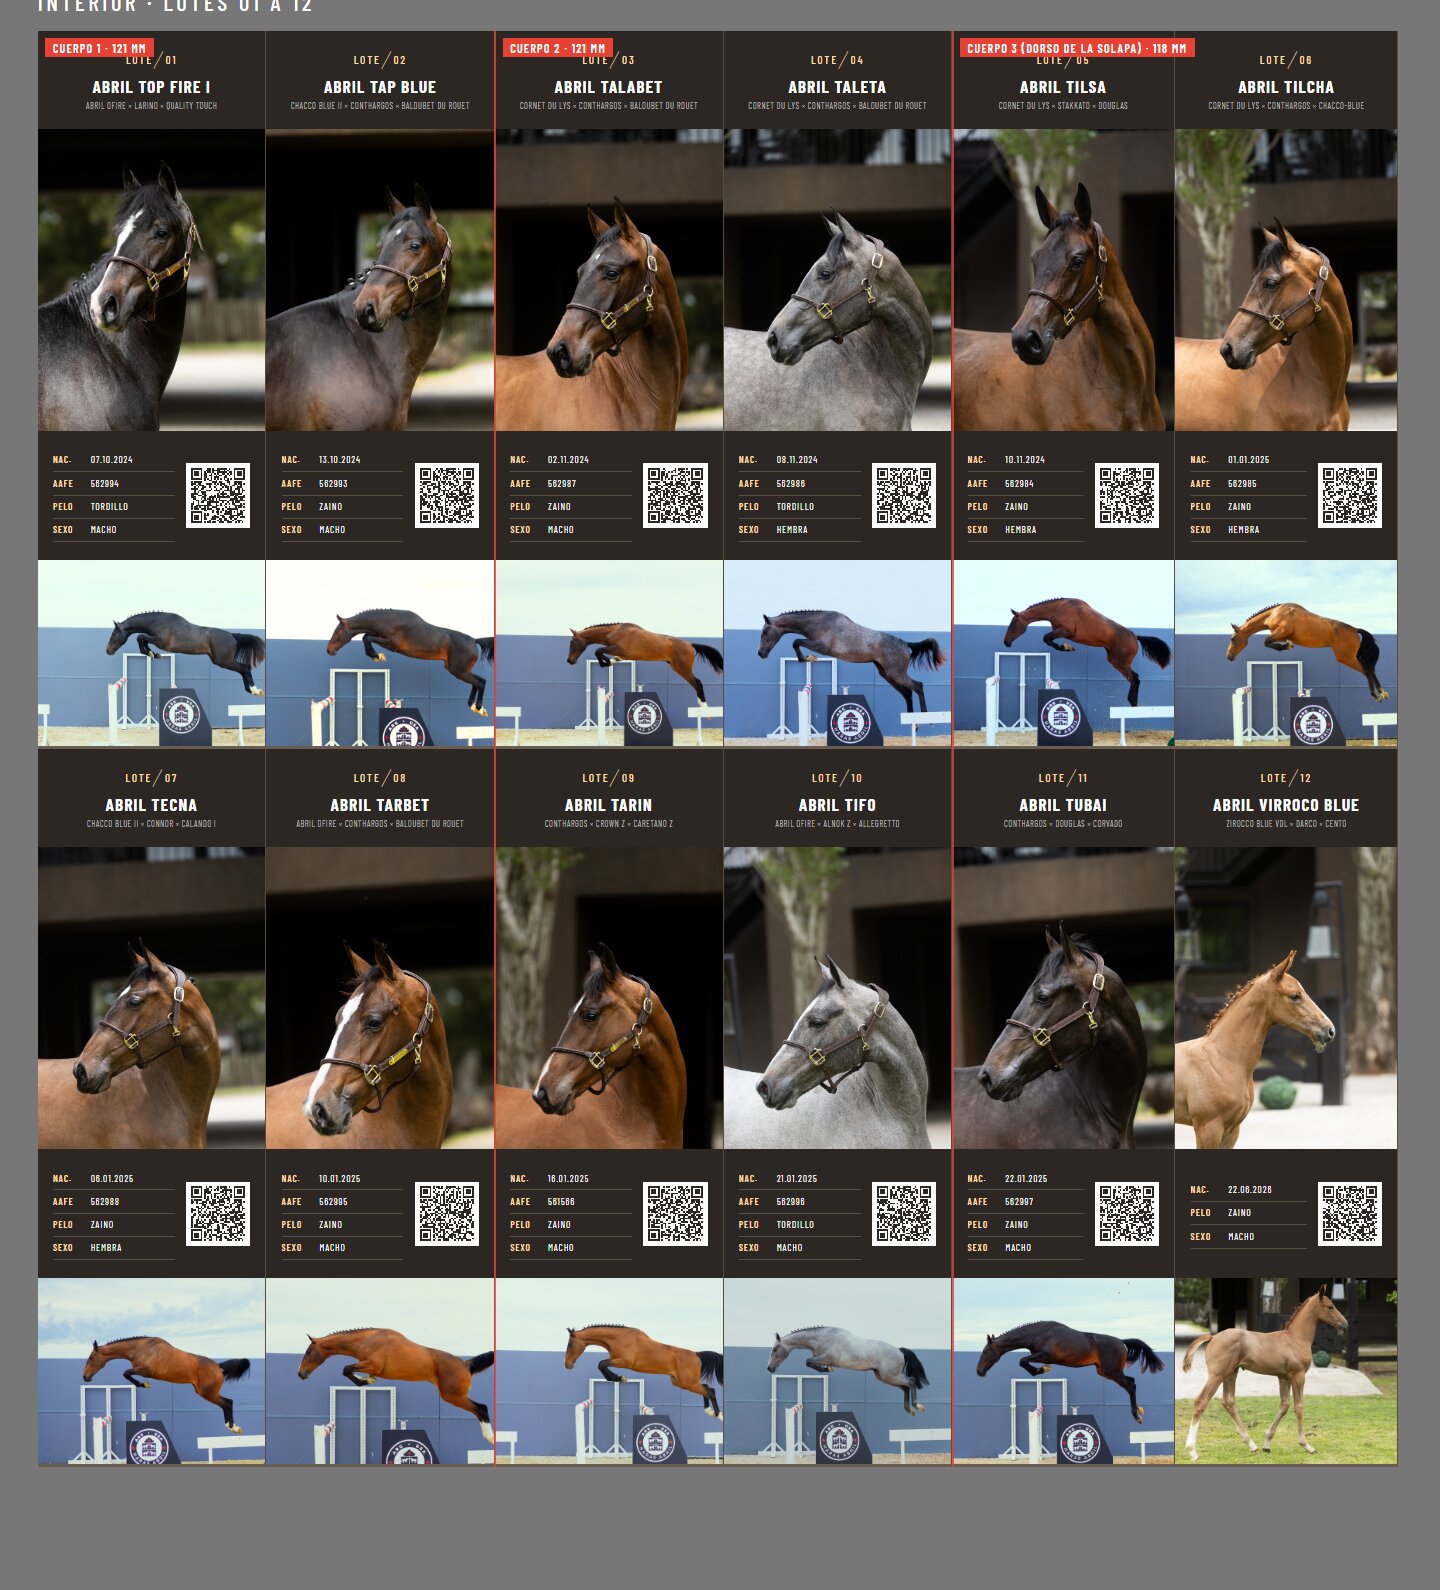 INTERIOR · LOTES 01 A 12
CUERPO 1 · 121 MM
LOTE/01
ABRIL TOP FIRE I
ABRIL OFIRE × LARINO × QUALITY TOUCH
LOTE/02
ABRIL TAP BLUE
CHACCO BLUE II × CONTHARGOS × BALOUBET DU ROUET
CUERPO 2 · 121 MM
LOTE/03
ABRIL TALABET
CORNET DU LYS × CONTHARGOS × BALOUBET DU ROUET
LOTE/04
ABRIL TALETA
CORNET DU LYS × CONTHARGOS × BALOUBET DU ROUET
CUERPO 3 (DORSO DE LA SOLAPA) · 118 MM
LOTE/05
ABRIL TILSA
CORNET DU LYS × STAKKATO × DOUGLAS
LOTE/06
ABRIL TILCHA
CORNET DU LYS × CONTHARGOS × CHACCO-BLUE
NAC. 07.10.2024
AAFE 562994
PELO TORDILLO
SEXO MACHO
NAC. 13.10.2024
AAFE 562993
PELO ZAINO
SEXO MACHO
NAC. 02.11.2024
AAFE 562987
PELO ZAINO
SEXO MACHO
NAC. 08.11.2024
AAFE 562986
PELO TORDILLO
SEXO HEMBRA
NAC. 10.11.2024
AAFE 562984
PELO ZAINO
SEXO HEMBRA
NAC. 01.01.2025
AAFE 562985
PELO ZAINO
SEXO HEMBRA
LOTE/07
ABRIL TECNA
CHACCO BLUE II × CONNOR × CALANDO I
LOTE/08
ABRIL TARBET
ABRIL OFIRE × CONTHARGOS × BALOUBET DU ROUET
LOTE/09
ABRIL TARIN
CONTHARGOS × CROWN Z × CARETANO Z
LOTE/10
ABRIL TIFO
ABRIL OFIRE × ALNOK Z × ALLEGRETTO
LOTE/11
ABRIL TUBAI
CONTHARGOS × DOUGLAS × CORVADO
LOTE/12
ABRIL VIRROCO BLUE
ZIROCCO BLUE VDL × DARCO × CENTO
NAC. 06.01.2025
AAFE 562988
PELO ZAINO
SEXO HEMBRA
NAC. 10.01.2025
AAFE 562995
PELO ZAINO
SEXO MACHO
NAC. 16.01.2025
AAFE 561566
PELO ZAINO
SEXO MACHO
NAC. 21.01.2025
AAFE 562996
PELO TORDILLO
SEXO MACHO
NAC. 22.01.2025
AAFE 562997
PELO ZAINO
SEXO MACHO
NAC. 22.06.2026
PELO ZAINO
SEXO MACHO